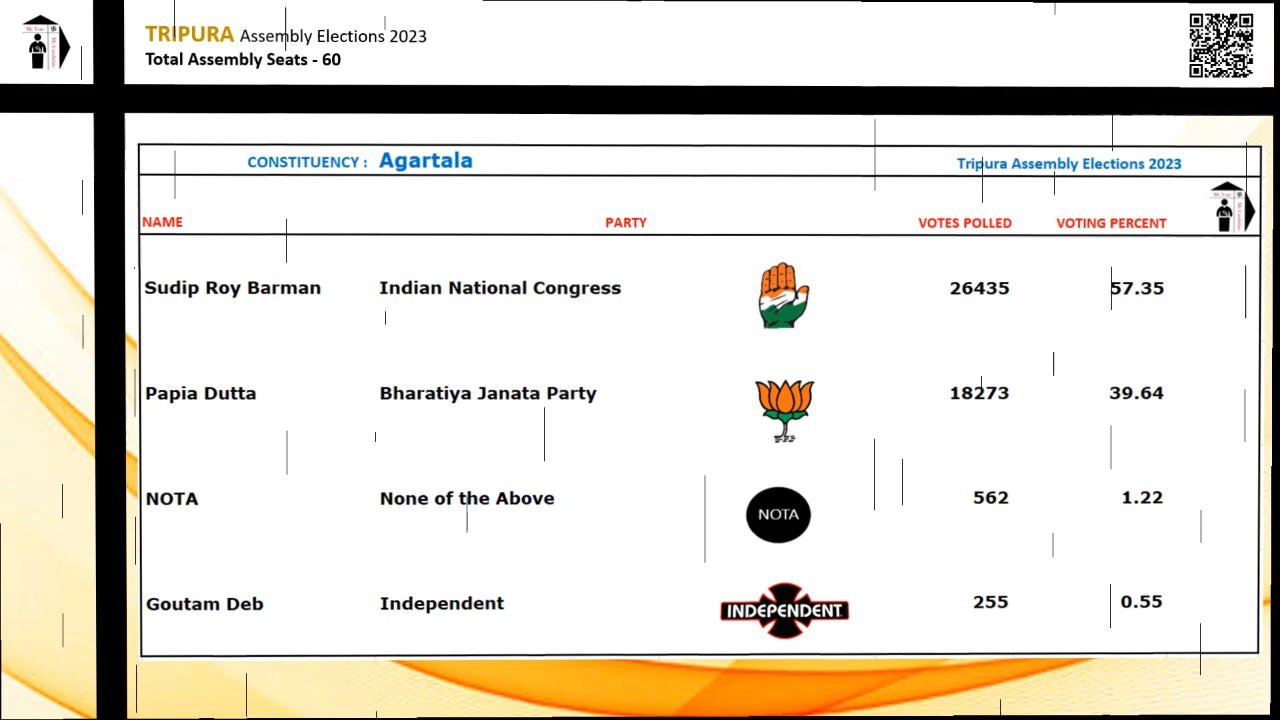 TRIPURA Assembly Elections 2023
Total Assembly Seats - 60
CONSTITUENCY : Agartala Tripura Assembly Elections 2023
NAME PARTY VOTES POLLED VOTING PERCENT
Sudip Roy Barman Indian National Congress 26435 57.35
Papia Dutta Bharatiya Janata Party 18273 39.64
NOTA None of the Above NOTA 562 1.22
Goutam Deb Independent INDEPENDENT 255 0.55